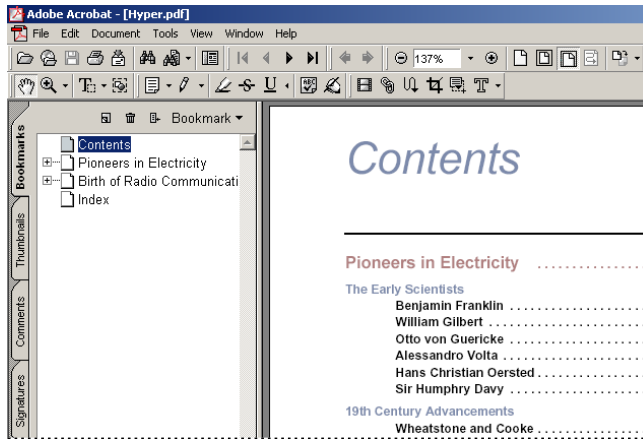 Adobe Acrobat - [Hyper.pdf]
File Edit Document Tools View Window Help
137%
Bookmark
Bookmarks
Thumbnails
Comments
Signatures
Contents
Pioneers in Electricity
Birth of Radio Communicati
Index
Contents
Pioneers in Electricity ..............
The Early Scientists
Benjamin Franklin ..................
William Gilbert .....................
Otto von Guericke ..................
Alessandro Volta ...................
Hans Christian Oersted ..............
Sir Humphry Davy ..................
19th Century Advancements
Wheatstone and Cooke ..............